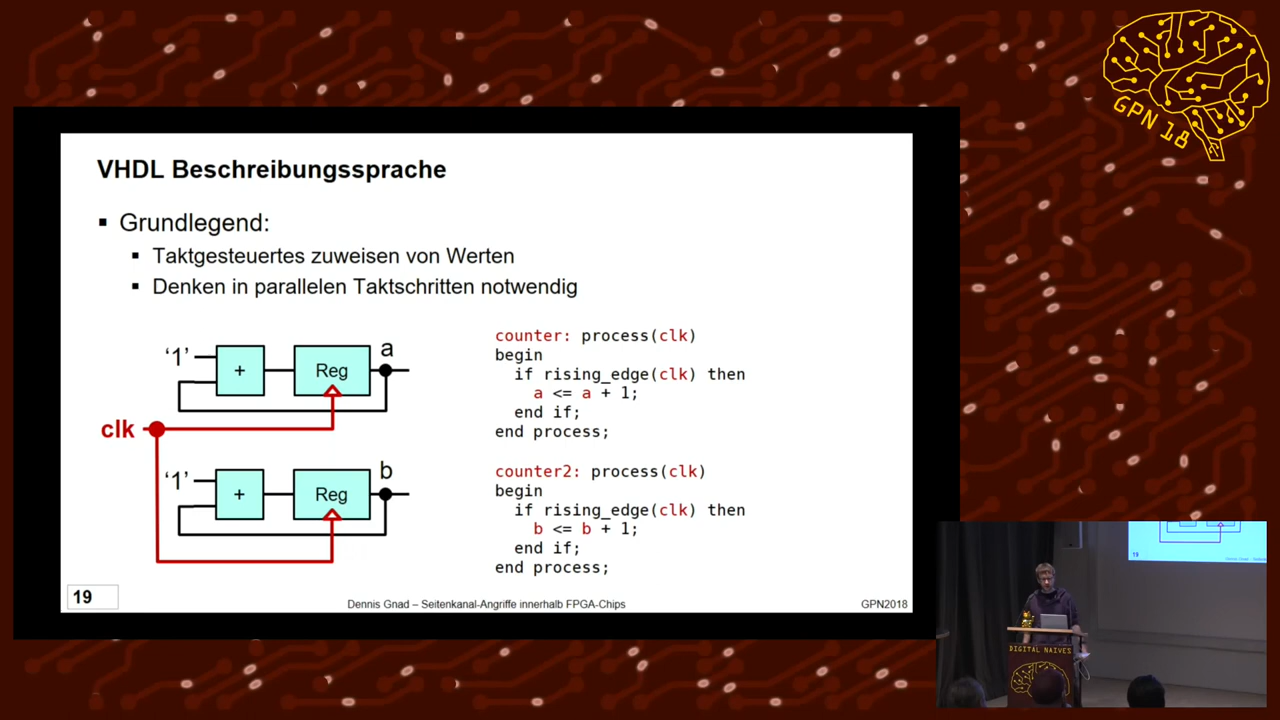 GPN 18
VHDL Beschreibungssprache
Grundlegend:
Taktgesteuertes zuweisen von Werten
Denken in parallelen Taktschritten notwendig
'1'
+
Reg
a
clk
'1'
+
Reg
b
counter: process(clk)
begin
if rising_edge(clk) then
a <= a + 1;
end if;
end process;
counter2: process(clk)
begin
if rising_edge(clk) then
b <= b + 1;
end if;
end process;
19
Dennis Gnad – Seitenkanal-Angriffe innerhalb FPGA-Chips
GPN2018
19
DIGITAL NAIVES